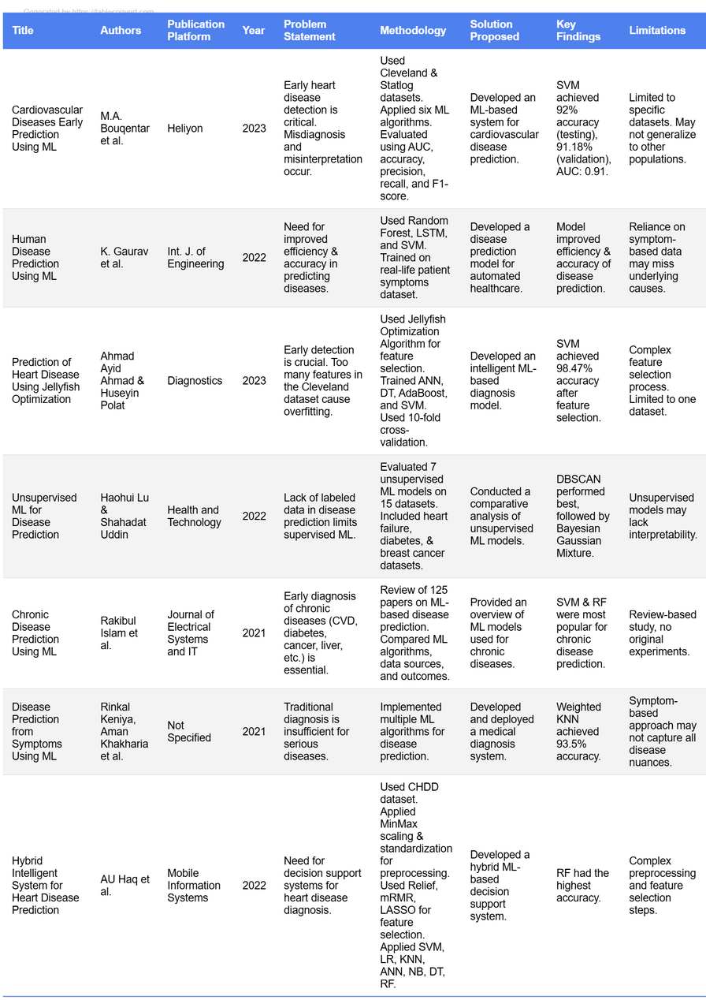 Generated by https://tableconvert.com
Title
Authors
Publication
Platform
Year
Problem
Statement
Methodology
Solution
Proposed
Key
Findings
Limitations
Cardiovascular
Diseases Early
Prediction
Using ML
M.A.
Bouqentar
et al.
Heliyon
2023
Early heart
disease
detection is
critical.
Misdiagnosis
and
misinterpretation
occur.
Used
Cleveland &
Statlog
datasets.
Applied six ML
algorithms.
Evaluated
using AUC,
accuracy,
precision,
recall, and F1-
score.
Developed an
ML-based
system for
cardiovascular
disease
prediction.
SVM
achieved
92%
accuracy
(testing),
91.18%
(validation),
AUC: 0.91.
Limited to
specific
datasets. May
not generalize
to other
populations.
Human
Disease
Prediction
Using ML
K. Gaurav
et al.
Int. J. of
Engineering
2022
Need for
improved
efficiency &
accuracy in
predicting
diseases.
Used Random
Forest, LSTM,
and SVM.
Trained on
real-life patient
symptoms
dataset.
Developed a
disease
prediction
model for
automated
healthcare.
Model
improved
efficiency &
accuracy of
disease
prediction.
Reliance on
symptom-
based data
may miss
underlying
causes.
Prediction of
Heart Disease
Using Jellyfish
Optimization
Ahmad
Ayid
Ahmad &
Huseyin
Polat
Diagnostics
2023
Early detection
is crucial. Too
many features in
the Cleveland
dataset cause
overfitting.
Used Jellyfish
Optimization
Algorithm for
feature
selection.
Trained ANN,
DT, AdaBoost,
and SVM.
Used 10-fold
cross-
validation.
Developed an
intelligent ML-
based
diagnosis
model.
SVM
achieved
98.47%
accuracy
after
feature
selection.
Complex
feature
selection
process.
Limited to one
dataset.
Unsupervised
ML for
Disease
Prediction
Haohui Lu
&
Shahadat
Uddin
Health and
Technology
2022
Lack of labeled
data in disease
prediction limits
supervised ML.
Evaluated 7
unsupervised
ML models on
15 datasets.
Included heart
failure,
diabetes, &
breast cancer
datasets.
Conducted a
comparative
analysis of
unsupervised
ML models.
DBSCAN
performed
best,
followed by
Bayesian
Gaussian
Mixture.
Unsupervised
models may
lack
interpretability.
Chronic
Disease
Prediction
Using ML
Rakibul
Islam et
al.
Journal of
Electrical
Systems
and IT
2021
Early diagnosis
of chronic
diseases (CVD,
diabetes,
cancer, liver,
etc.) is
essential.
Review of 125
papers on ML-
based disease
prediction.
Compared ML
algorithms,
data sources,
and outcomes.
Provided an
overview of
ML models
used for
chronic
diseases.
SVM & RF
were most
popular for
chronic
disease
prediction.
Review-based
study, no
original
experiments.
Disease
Prediction
from
Symptoms
Using ML
Rinkal
Keniya,
Aman
Khakharia
et al.
Not
Specified
2021
Traditional
diagnosis is
insufficient for
serious
diseases.
Implemented
multiple ML
algorithms for
disease
prediction.
Developed
and deployed
a medical
diagnosis
system.
Weighted
KNN
achieved
93.5%
accuracy.
Symptom-
based
approach may
not capture all
disease
nuances.
Hybrid
Intelligent
System for
Heart Disease
Prediction
AU Haq et
al.
Mobile
Information
Systems
2022
Need for
decision support
systems for
heart disease
diagnosis.
Used CHDD
dataset.
Applied
MinMax
scaling &
standardization
for
preprocessing.
Used Relief,
mRMR,
LASSO for
feature
selection.
Applied SVM,
LR, KNN,
ANN, NB, DT,
RF.
Developed a
hybrid ML-
based
decision
support
system.
RF had the
highest
accuracy.
Complex
preprocessing
and feature
selection
steps.